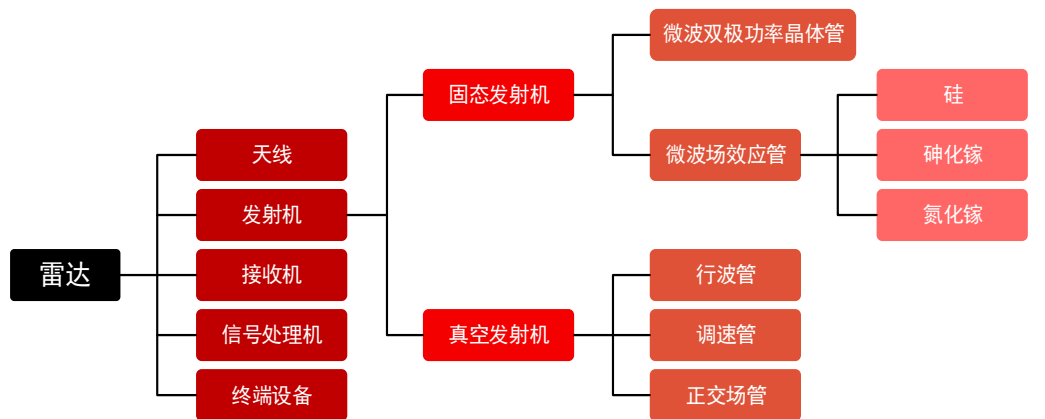 雷达
天线
发射机
接收机
信号处理机
终端设备
固态发射机
真空发射机
微波双极功率晶体管
微波场效应管
行波管
调速管
正交场管
硅
砷化镓
氮化镓